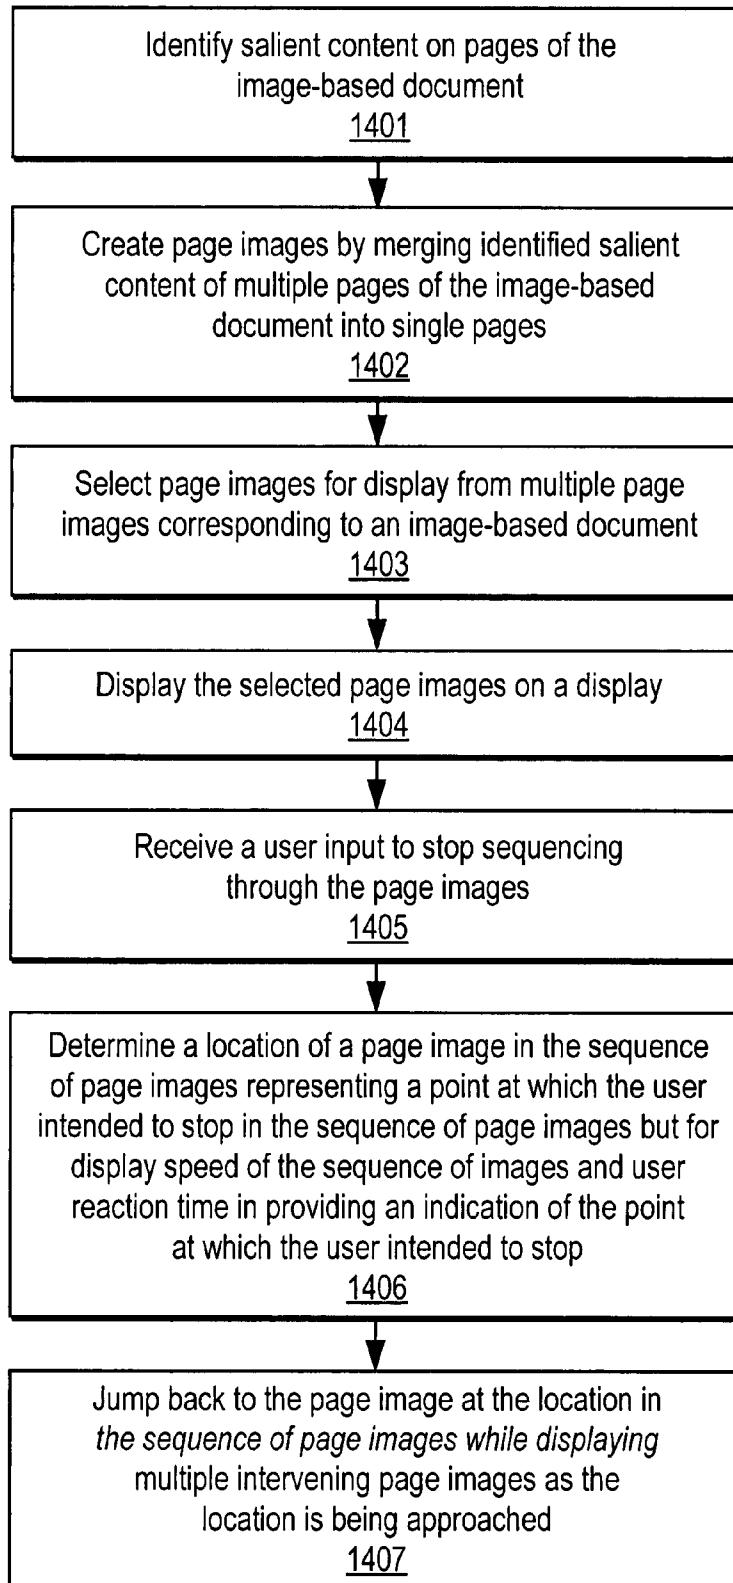 Identify salient content on pages of the
image-based document
1401
Create page images by merging identified salient
content of multiple pages of the image-based
document into single pages
1402
Select page images for display from multiple page
images corresponding to an image-based document
1403
Display the selected page images on a display
1404
Receive a user input to stop sequencing
through the page images
1405
Determine a location of a page image in the sequence
of page images representing a point at which the user
intended to stop in the sequence of page images but for
display speed of the sequence of images and user
reaction time in providing an indication of the point
at which the user intended to stop
1406
Jump back to the page image at the location in
the sequence of page images while displaying
multiple intervening page images as the
location is being approached
1407